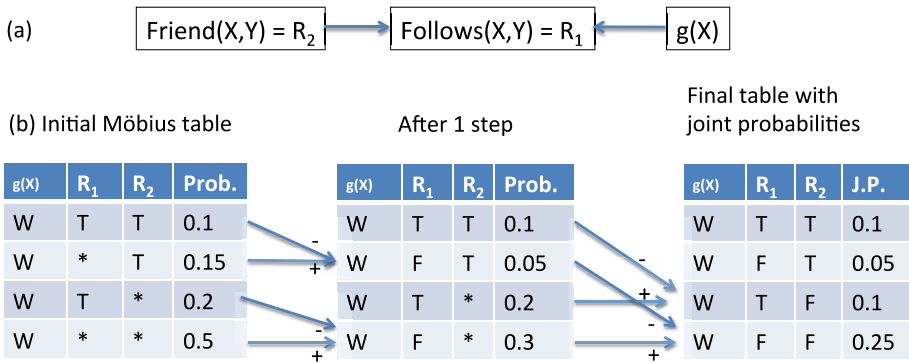 (a) Friend(X,Y) = R₂ Follows(X,Y) = R₁ g(X)
Final table with
(b) Initial Möbius table After 1 step joint probabilities
g(X) R₁ R₂ Prob. g(X) R₁ R₂ Prob. g(X) R₁ R₂ J.P.
W T T 0.1 W T T 0.1 W T T 0.1
- -
W * T 0.15 + W F T 0.05 W F T 0.05
W T * 0.2 W T * 0.2 + W T F 0.1
- -
W * * 0.5 W F * 0.3 W F F 0.25
+ +